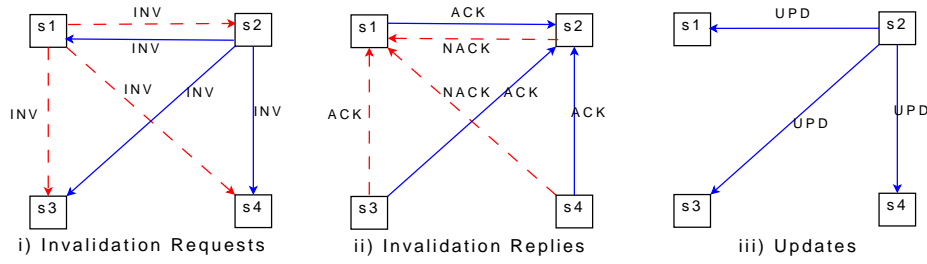 INV
ACK
UPD
s1
s2
s1
s2
s1
s2
INV
NACK
INV
INV
NACK
ACK
INV
INV
ACK
ACK
UPD
UPD
s3
s4
s3
s4
s3
s4
i) Invalidation Requests
ii) Invalidation Replies
iii) Updates